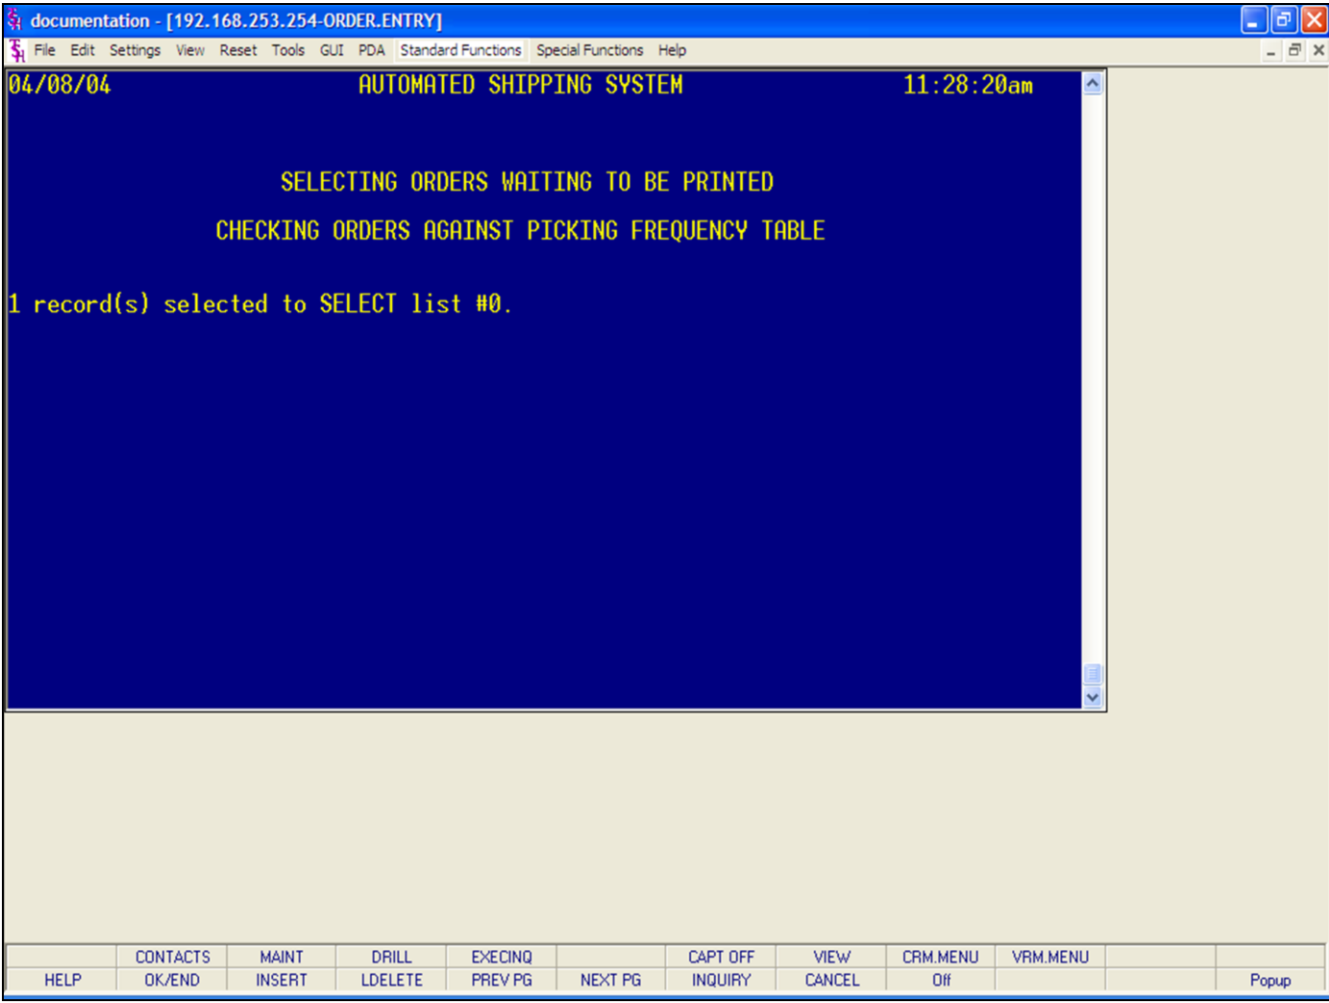 documentation - [192.168.253.254-ORDER.ENTRY]
File Edit Settings View Reset Tools GUI PDA Standard Functions Special Functions Help
04/08/04 AUTOMATED SHIPPING SYSTEM 11:28:20am
SELECTING ORDERS WAITING TO BE PRINTED
CHECKING ORDERS AGAINST PICKING FREQUENCY TABLE
1 record(s) selected to SELECT list #0.
CONTACTS MAINT DRILL EXECINQ CAPT OFF VIEW CRM.MENU VRM.MENU
HELP OK/END INSERT LDELETE PREV PG NEXT PG INQUIRY CANCEL Off Popup